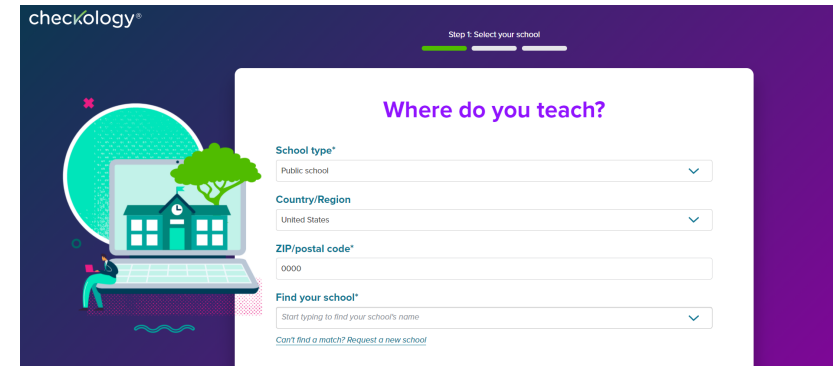 checkology®
Step 1: Select your school
Where do you teach?
School type*
Public school
Country/Region
United States
ZIP/postal code*
0000
Find your school*
Start typing to find your school's name
Can't find a match? Request a new school